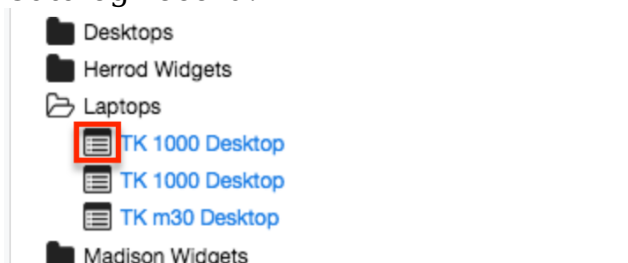 Desktops
Herrod Widgets
Laptops
TK 1000 Desktop
TK 1000 Desktop
TK m30 Desktop
Madison Widgets